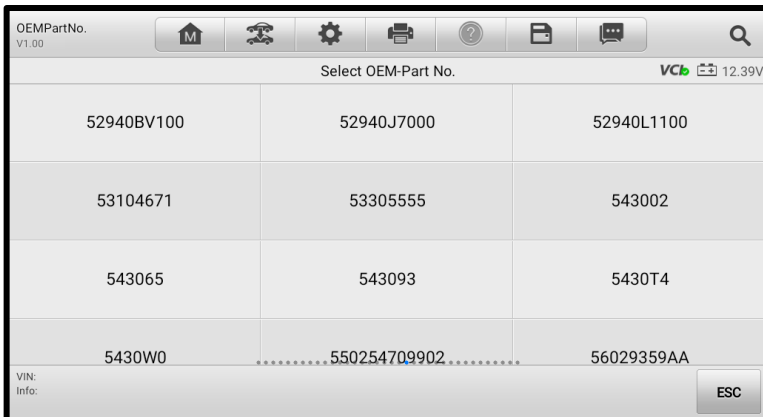 OEMPartNo.
V1.00
M
?
Select OEM-Part No.
VCI 12.39V
52940BV100 52940J7000 52940L1100
53104671 53305555 543002
543065 543093 5430T4
5430W0 550254709902 56029359AA
VIN:
Info:
ESC